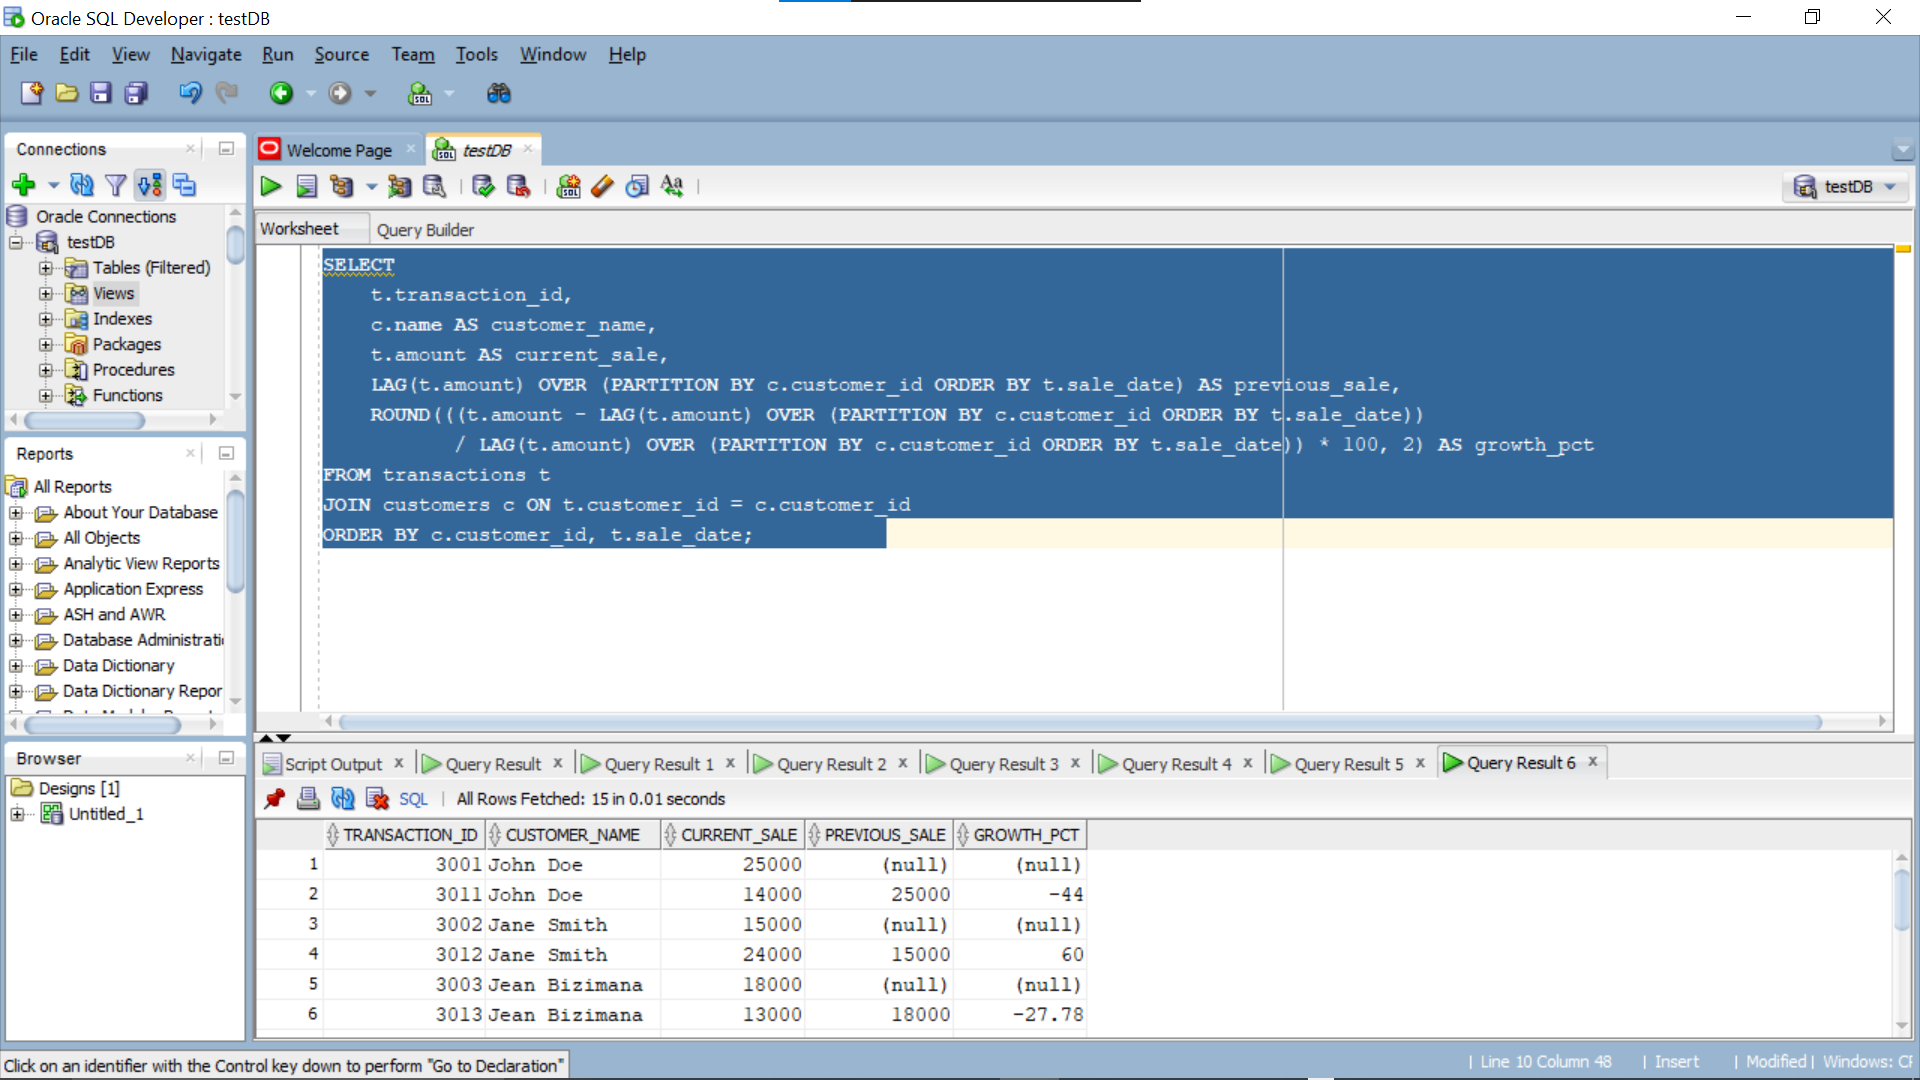 Oracle SQL Developer : testDB
File Edit View Navigate Run Source Team Tools Window Help
Connections
Oracle Connections
testDB
Tables (Filtered)
Views
Indexes
Packages
Procedures
Functions
Reports
All Reports
About Your Database
All Objects
Analytic View Reports
Application Express
ASH and AWR
Database Administrati
Data Dictionary
Data Dictionary Repor
Browser
Designs [1]
Untitled_1
Welcome Page
testDB
testDB
Worksheet Query Builder
SELECT
t.transaction_id,
c.name AS customer_name,
t.amount AS current_sale,
LAG(t.amount) OVER (PARTITION BY c.customer_id ORDER BY t.sale_date) AS previous_sale,
ROUND(((t.amount - LAG(t.amount) OVER (PARTITION BY c.customer_id ORDER BY t.sale_date))
/ LAG(t.amount) OVER (PARTITION BY c.customer_id ORDER BY t.sale_date)) * 100, 2) AS growth_pct
FROM transactions t
JOIN customers c ON t.customer_id = c.customer_id
ORDER BY c.customer_id, t.sale_date;
Script Output Query Result Query Result 1 Query Result 2 Query Result 3 Query Result 4 Query Result 5 Query Result 6
SQL All Rows Fetched: 15 in 0.01 seconds
TRANSACTION_ID CUSTOMER_NAME CURRENT_SALE PREVIOUS_SALE GROWTH_PCT
1 3001 John Doe 25000 (null) (null)
2 3011 John Doe 14000 25000 -44
3 3002 Jane Smith 15000 (null) (null)
4 3012 Jane Smith 24000 15000 60
5 3003 Jean Bizimana 18000 (null) (null)
6 3013 Jean Bizimana 13000 18000 -27.78
Click on an identifier with the Control key down to perform "Go to Declaration"
Line 10 Column 48 Insert Modified Windows: CR